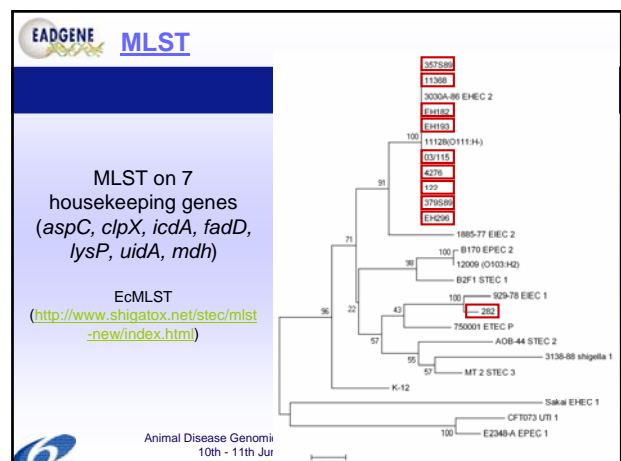 EADGENE
MLST
MLST on 7
housekeeping genes
(aspC, clpX, icdA, fadD,
lysP, uidA, mdh)
EcMLST
(http://www.shigatox.net/stec/mlst
-new/index.html)
Animal Disease Genomi
10th - 11th Jur
357S89
11368
3030A-86 EHEC 2
EH182
EH193
100
11128(O111:H-)
03/115
4276
122
379S89
EH296
91
1885-77 EIEC 2
71
100
B170 EPEC 2
98
12009 (O103:H2)
B2F1 STEC 1
22
100
929-78 EIEC 1
43
282
96
750001 ETEC P
57
AOB-44 STEC 2
55
3138-88 shigella 1
57
MT 2 STEC 3
K-12
Sakai EHEC 1
CFT073 UTI 1
100
E2348-A EPEC 1